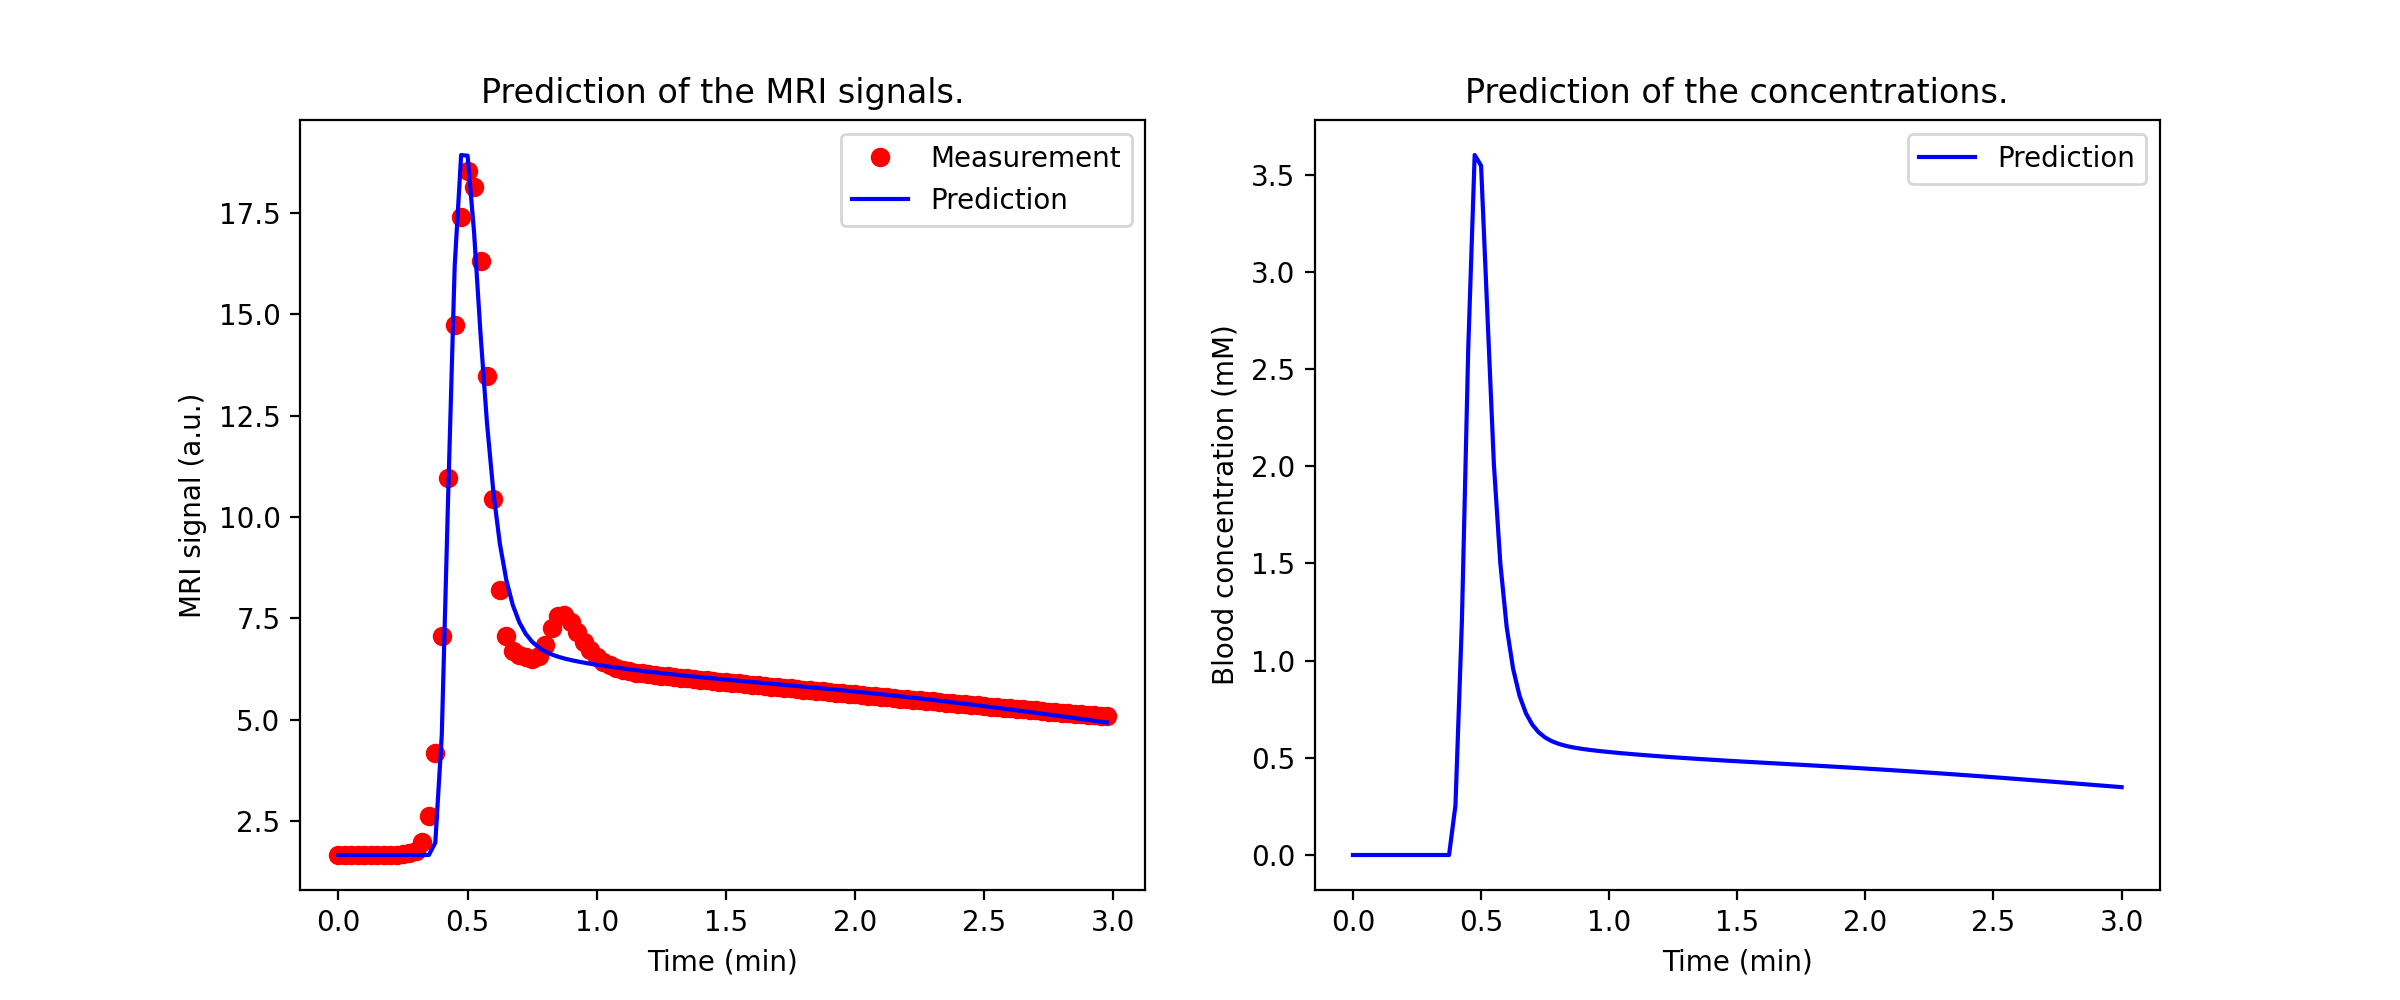 Prediction of the MRI signals.
Measurement
Prediction
17.5
15.0
12.5
10.0
7.5
5.0
2.5
MRI signal (a.u.)
0.0 0.5 1.0 1.5 2.0 2.5 3.0
Time (min)
Prediction of the concentrations.
Prediction
3.5
3.0
2.5
2.0
1.5
1.0
0.5
0.0
Blood concentration (mM)
0.0 0.5 1.0 1.5 2.0 2.5 3.0
Time (min)